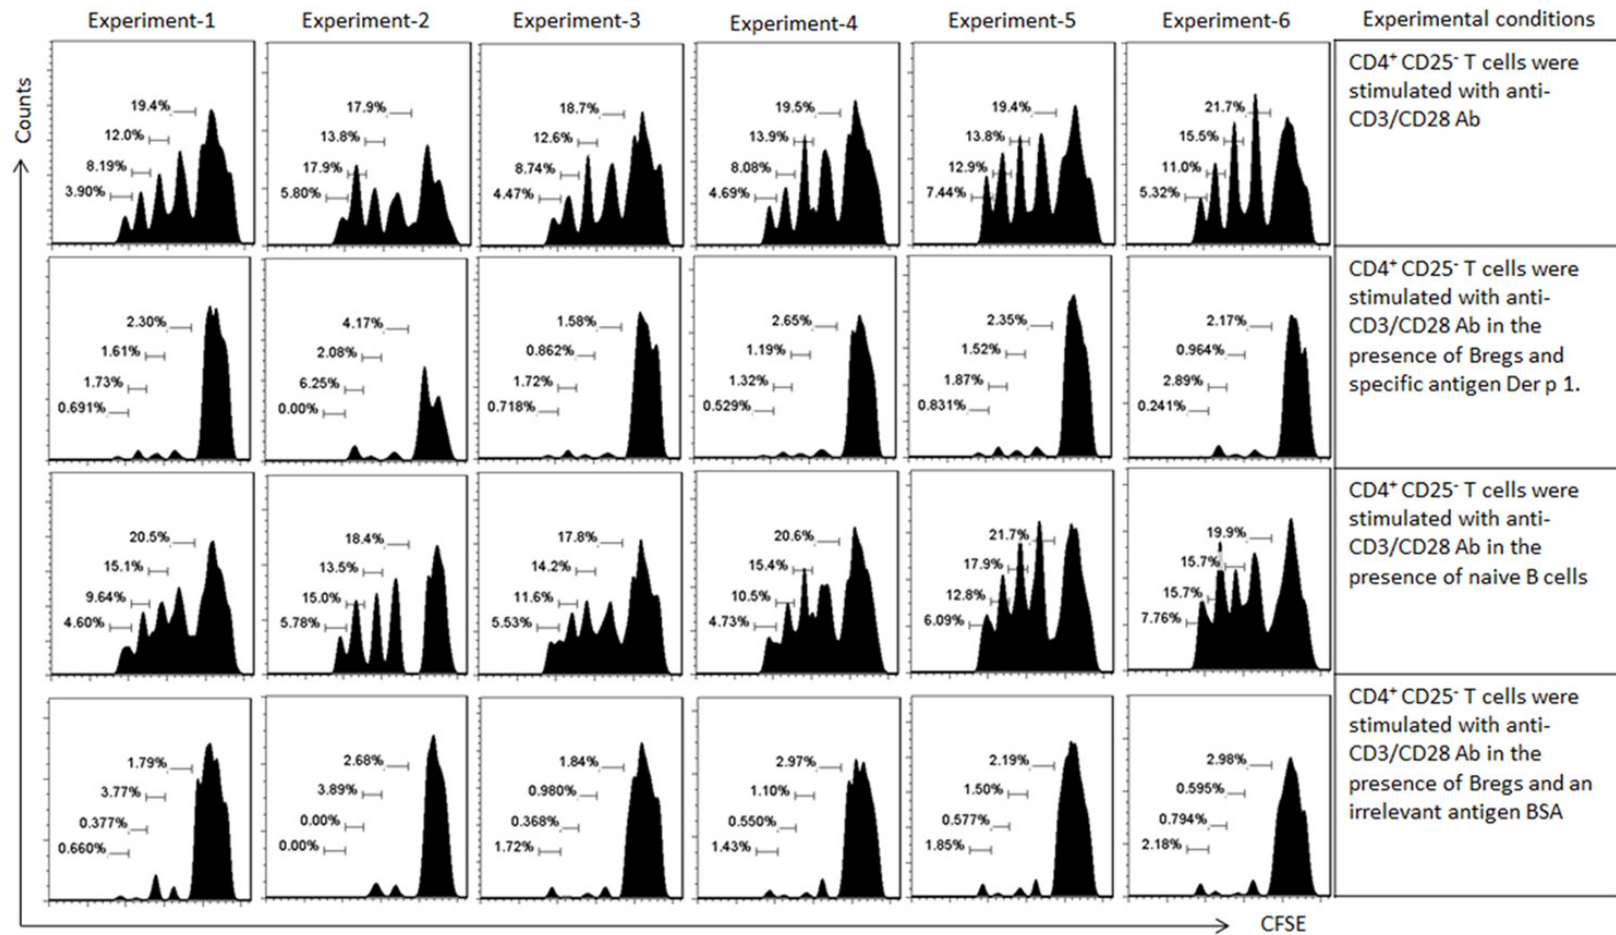 Experiment-1 Experiment-2 Experiment-3 Experiment-4 Experiment-5 Experiment-6 Experimental conditions
Counts
19.4% 17.9% 18.7% 19.5% 19.4% 21.7%
12.0% 13.8% 12.6% 13.9% 13.8% 15.5%
8.19% 17.9% 8.74% 8.08% 12.9% 11.0%
3.90% 5.80% 4.47% 4.69% 7.44% 5.32%
CD4⁺ CD25⁻ T cells were
stimulated with anti-
CD3/CD28 Ab
2.30% 4.17% 1.58% 2.65% 2.35% 2.17%
1.61% 2.08% 0.862% 1.19% 1.52% 0.964%
1.73% 6.25% 1.72% 1.32% 1.87% 2.89%
0.691% 0.00% 0.718% 0.529% 0.831% 0.241%
CD4⁺ CD25⁻ T cells were
stimulated with anti-
CD3/CD28 Ab in the
presence of Bregs and
specific antigen Der p 1.
20.5% 18.4% 17.8% 20.6% 21.7% 19.9%
15.1% 13.5% 14.2% 15.4% 17.9% 15.7%
9.64% 15.0% 11.6% 10.5% 12.8% 15.7%
4.60% 5.78% 5.53% 4.73% 6.09% 7.76%
CD4⁺ CD25⁻ T cells were
stimulated with anti-
CD3/CD28 Ab in the
presence of naive B cells
1.79% 2.68% 1.84% 2.97% 2.19% 2.98%
3.77% 3.89% 0.980% 1.10% 1.50% 0.595%
0.377% 0.00% 0.368% 0.550% 0.577% 0.794%
0.660% 0.00% 1.72% 1.43% 1.85% 2.18%
CD4⁺ CD25⁻ T cells were
stimulated with anti-
CD3/CD28 Ab in the
presence of Bregs and an
irrelevant antigen BSA
CFSE